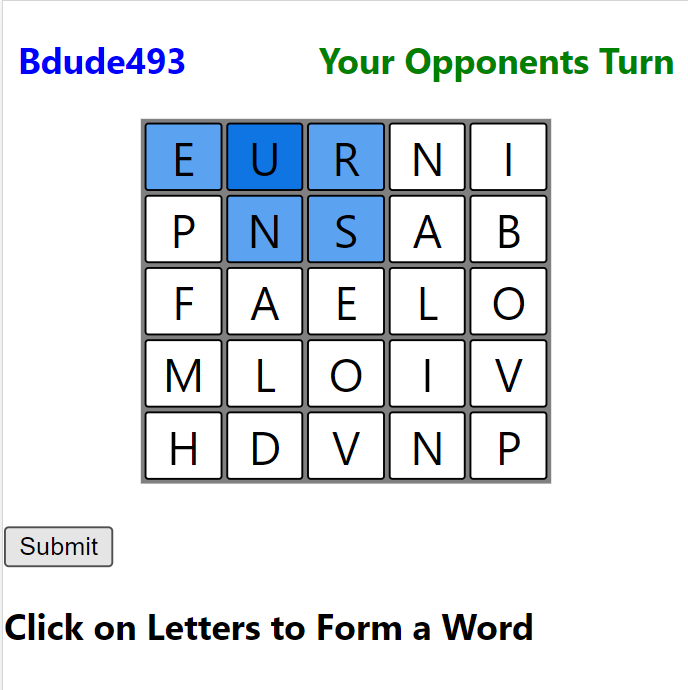 Bdude493 Your Opponents Turn
E U R N I
P N S A B
F A E L O
M L O I V
H D V N P
Submit
Click on Letters to Form a Word